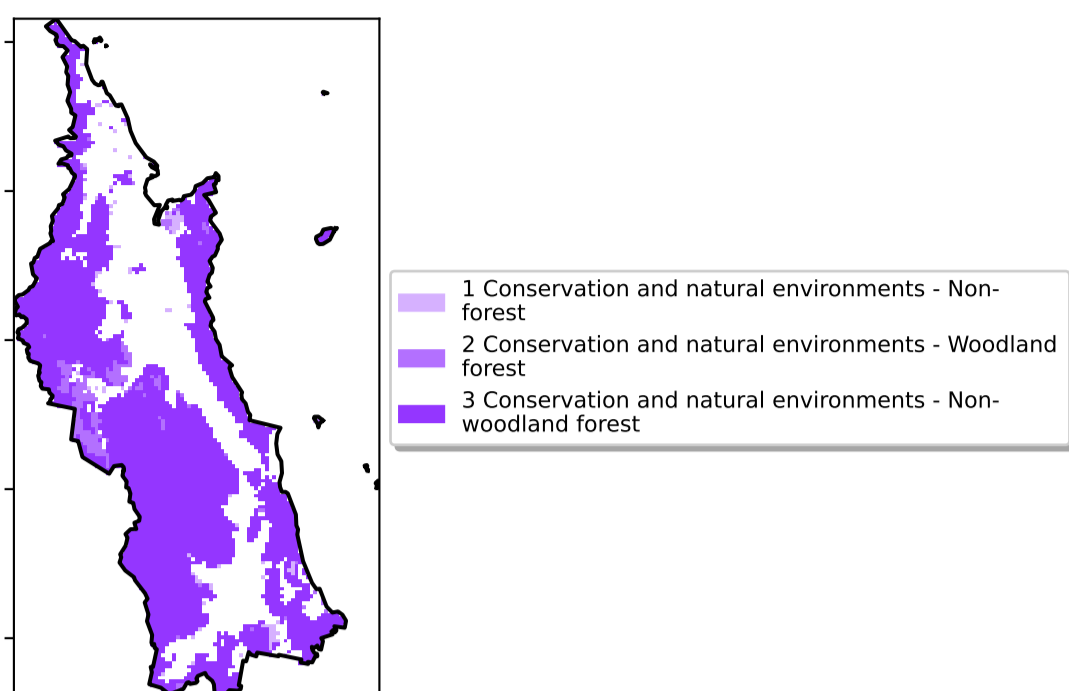 1 Conservation and natural environments - Non-
forest
2 Conservation and natural environments - Woodland
forest
3 Conservation and natural environments - Non-
woodland forest